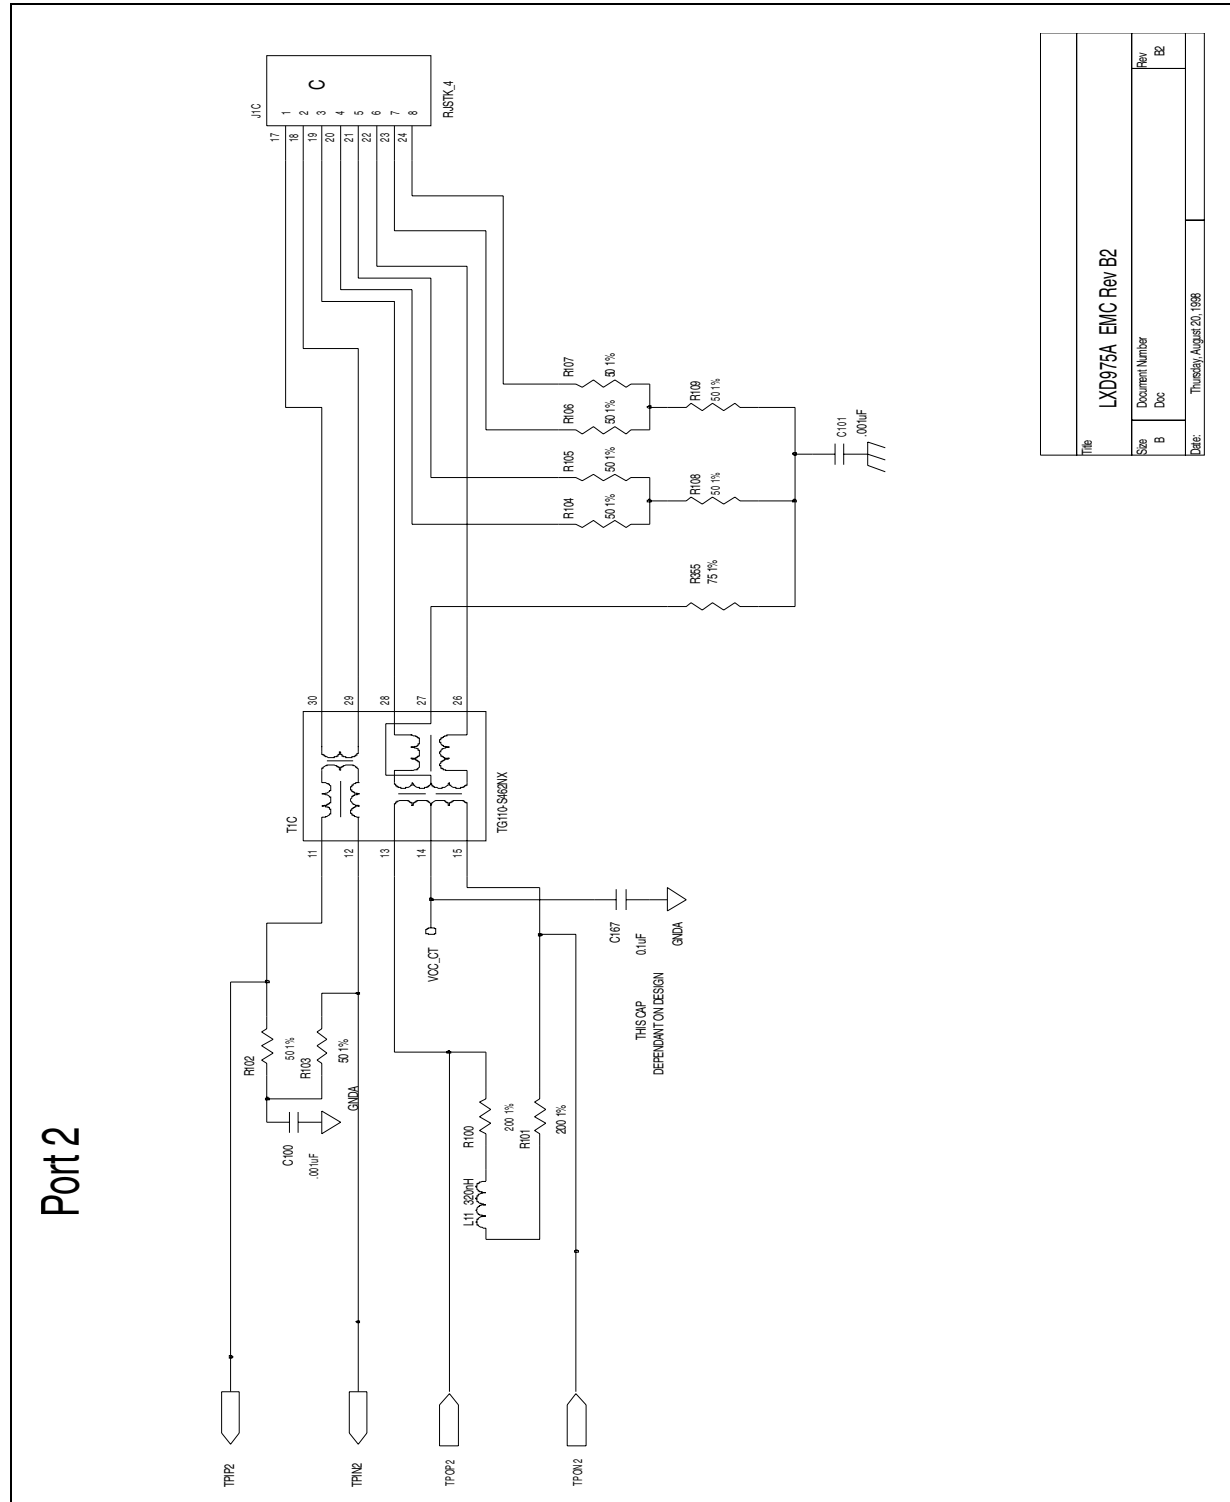 Port 2
J1C
C
1
2
3
4
5
6
7
8
RJSTK_4
17
18
19
20
21
22
23
24
R107
50 1%
R106
50 1%
R105
50 1%
R104
50 1%
R109
50 1%
R108
50 1%
R355
75 1%
C101
.001uF
30
29
28
27
26
T1C
TG110-S462NX
11
12
13
14
15
VCC_CT
C167
0.1uF
GNDA
THIS CAP
DEPENDANT ON DESIGN
R102
50 1%
R103
50 1%
C100
.001uF
GNDA
R100
200 1%
R101
200 1%
L11 320nH
TPIP2
TPIN2
TPOP2
TPON2
Title
LXD975A EMC Rev B2
Size
B
Document Number
Doc
Rev
B2
Date:
Thursday, August 20, 1998